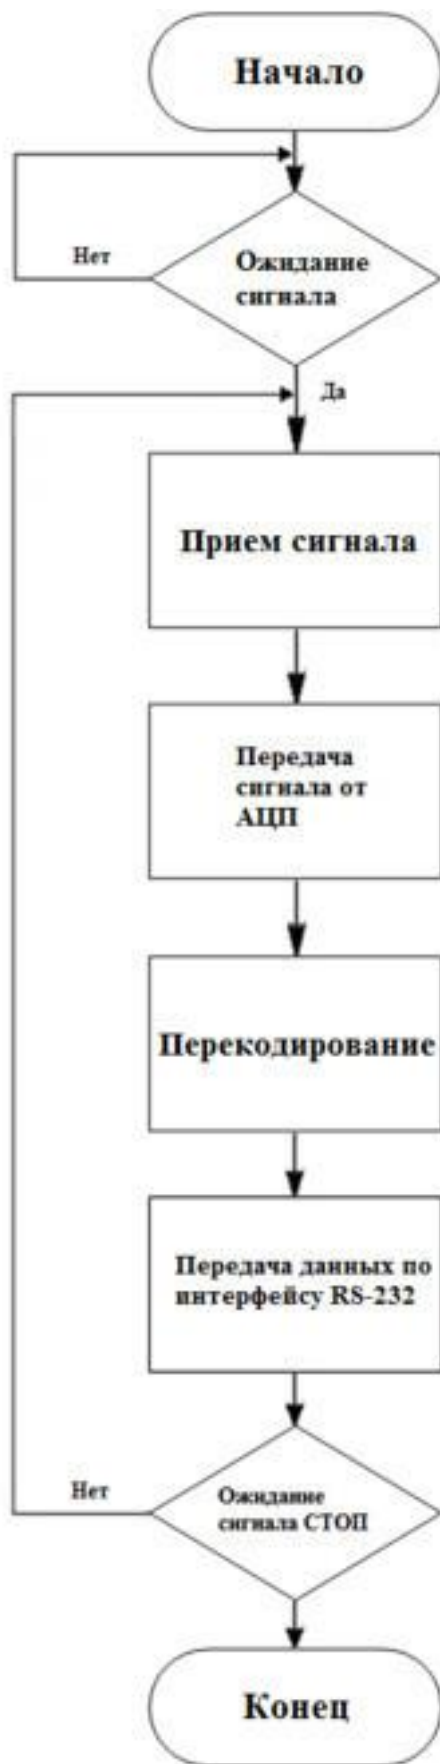 Начало
Нет
Ожидание
сигнала
Да
Прием сигнала
Передача
сигнала от
АЦП
Перекодирование
Передача данных по
интерфейсу RS-232
Нет
Ожидание
сигнала СТОП
Конец